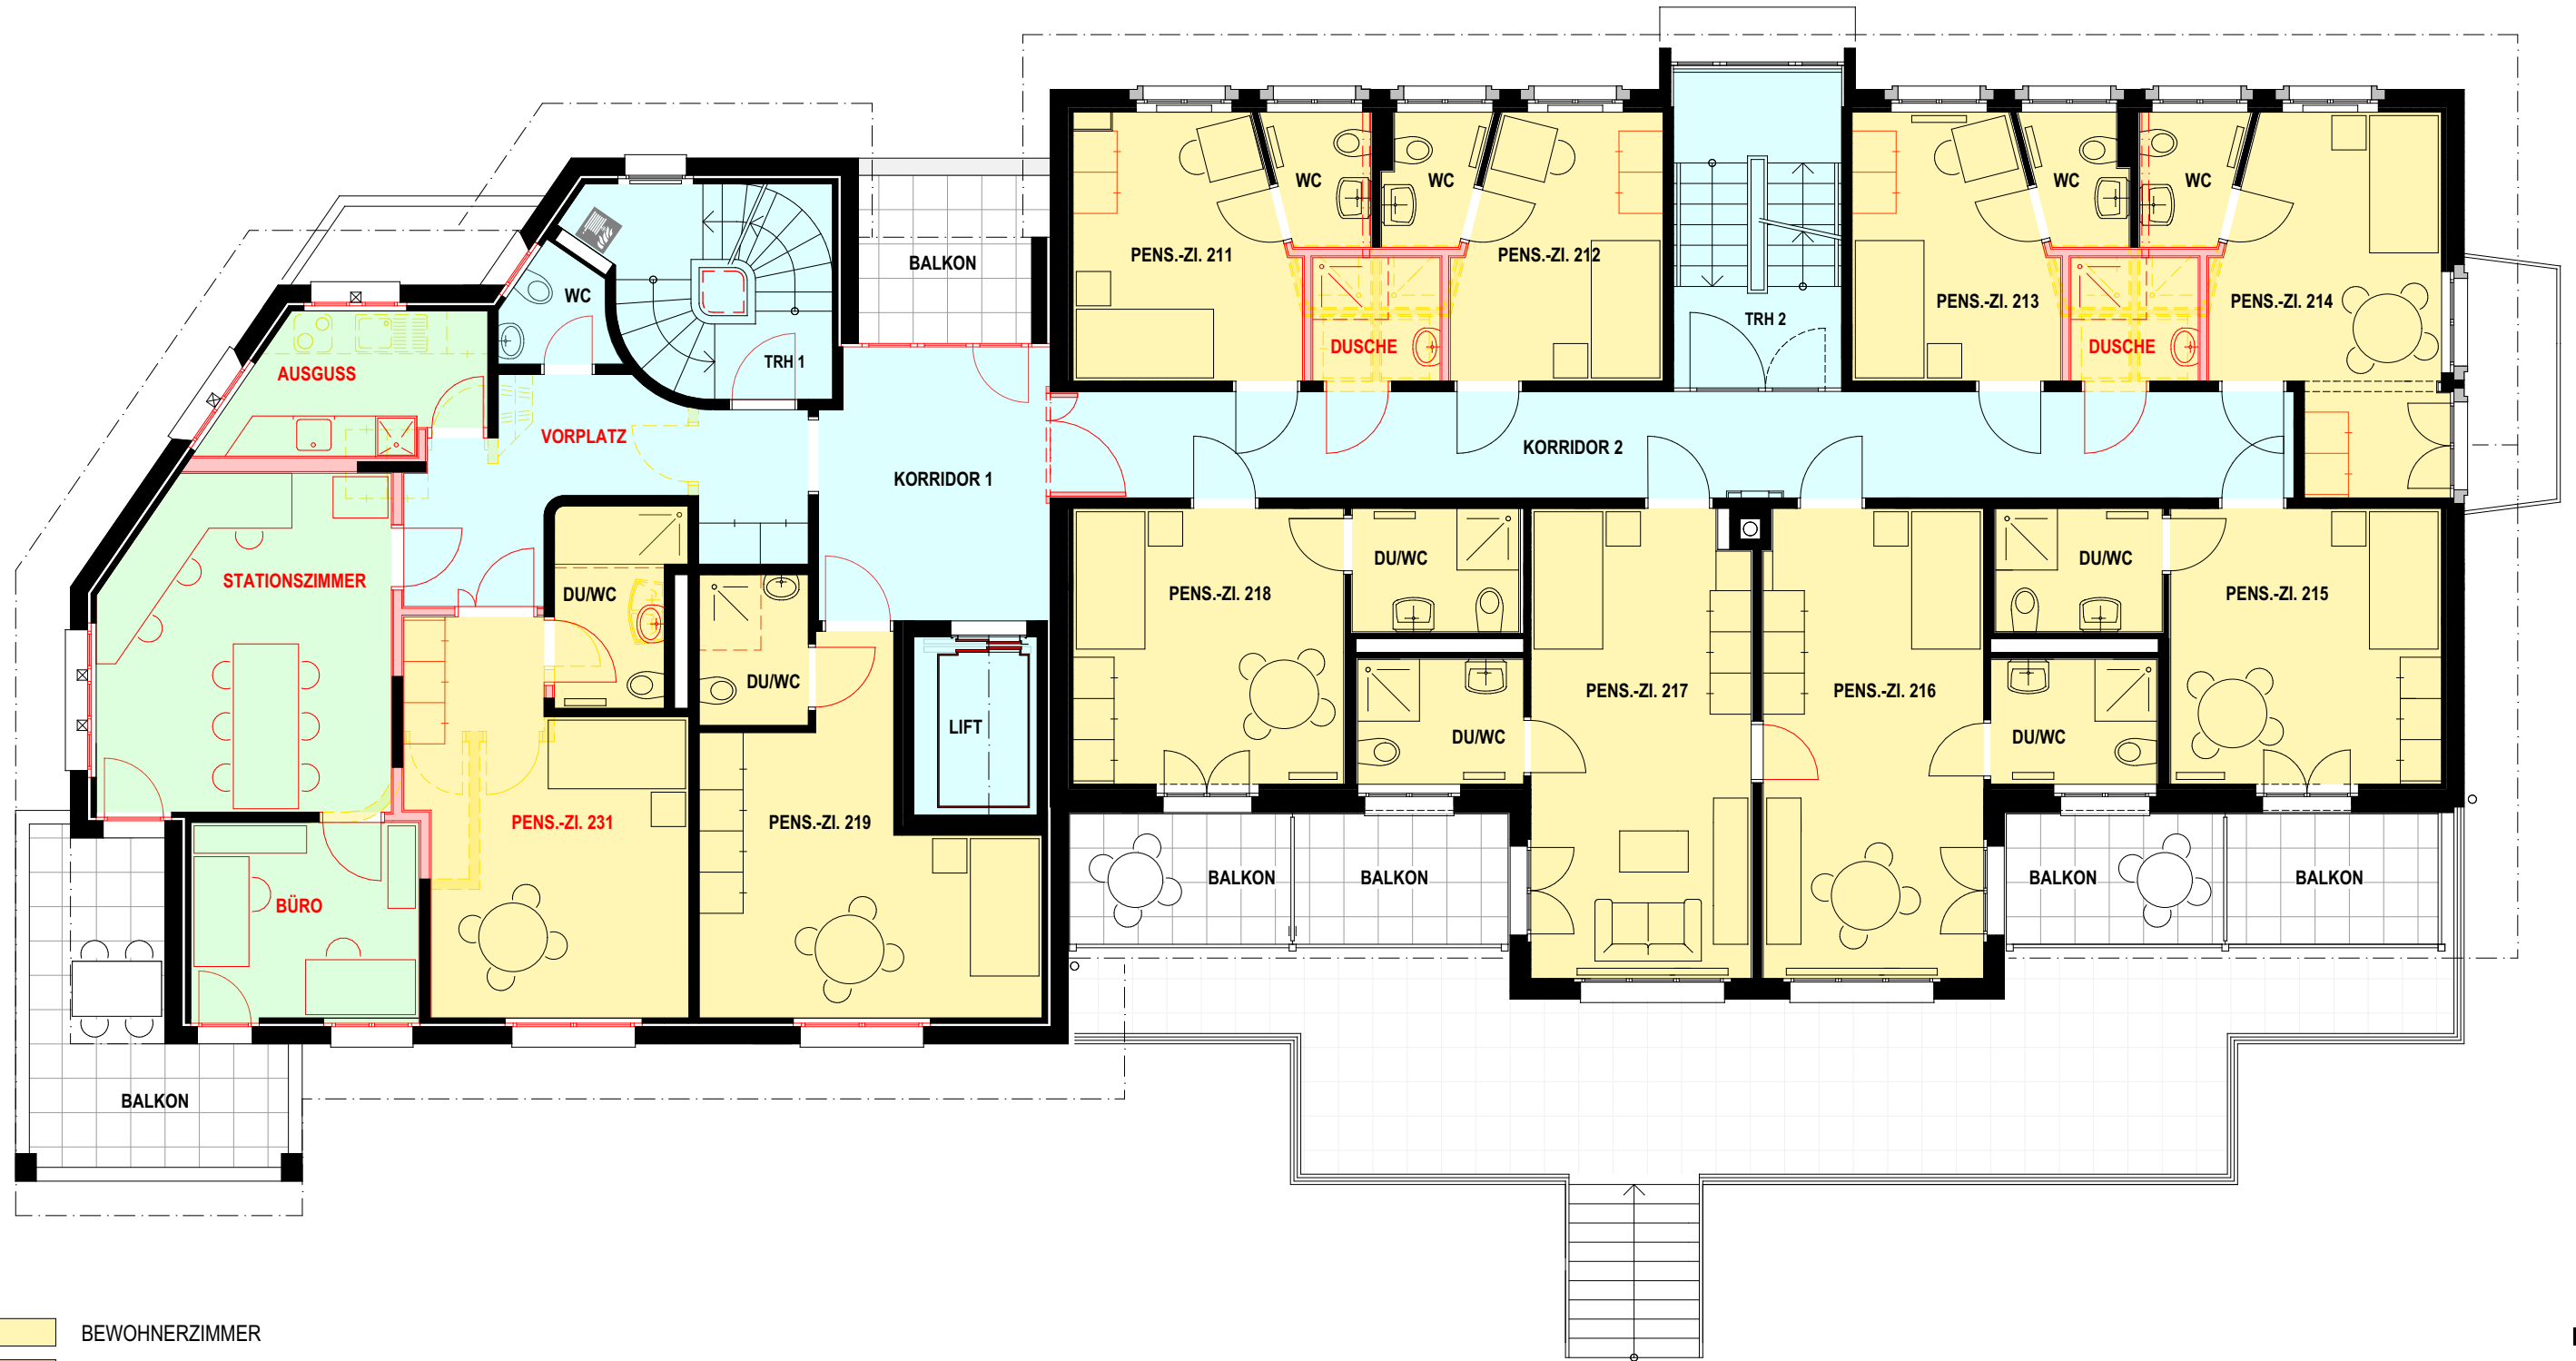 WC
WC
WC
WC
PENS.-ZI. 211
PENS.-ZI. 212
BALKON
WC
PENS.-ZI. 213
PENS.-ZI. 214
TRH 2
DUSCHE
DUSCHE
TRH 1
AUSGUSS
VORPLATZ
KORRIDOR 2
KORRIDOR 1
DU/WC
DU/WC
STATIONSZIMMER
DU/WC
PENS.-ZI. 218
PENS.-ZI. 215
DU/WC
PENS.-ZI. 217
PENS.-ZI. 216
LIFT
DU/WC
DU/WC
PENS.-ZI. 231
PENS.-ZI. 219
BALKON
BALKON
BALKON
BALKON
BÜRO
BALKON
BEWOHNERZIMMER